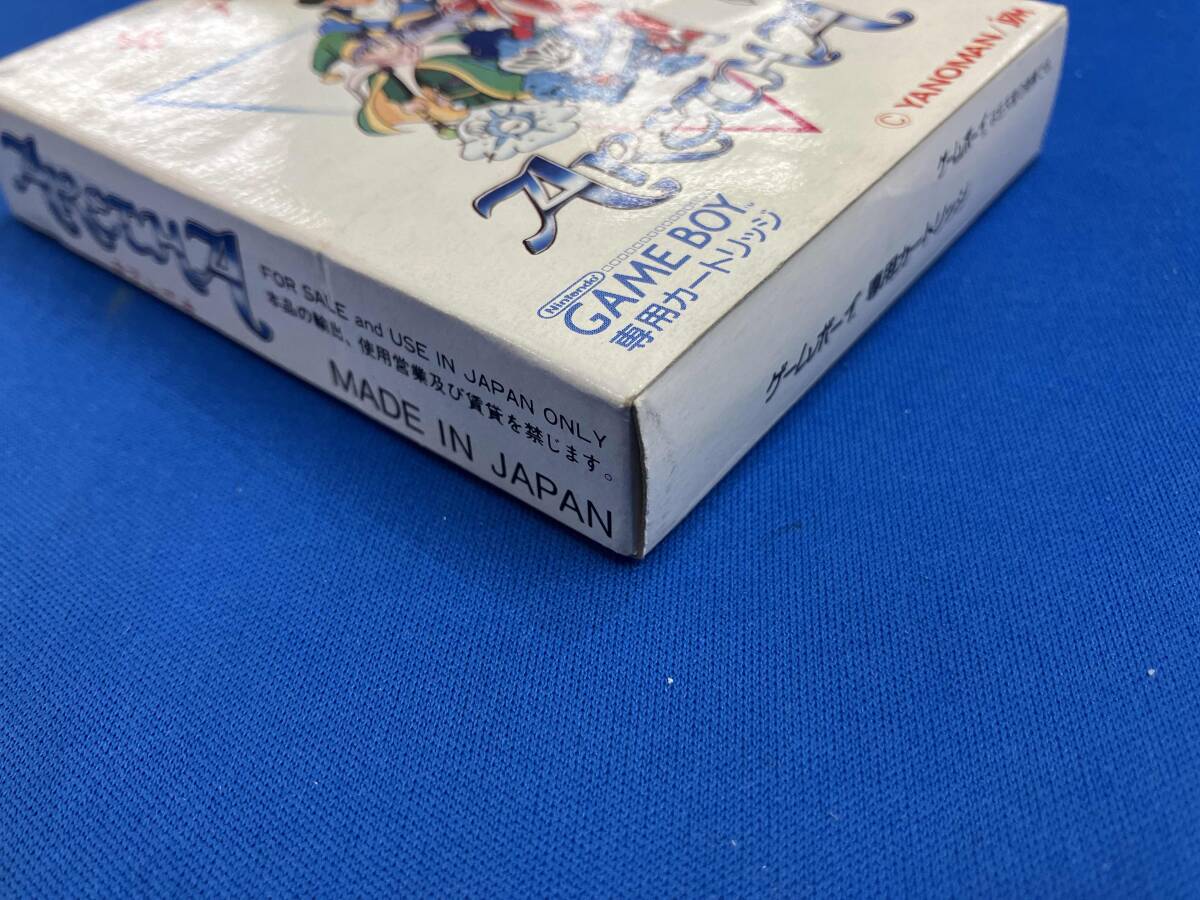 © YANOMAN/
ARETHA
Nintendo
GAME BOY™
専用カートリッジ
ARETHA
FOR SALE and USE IN JAPAN ONLY
本品の輸出、使用営業及び賃貸を禁じます。
MADE IN JAPAN
ゲームボーイ 専用カートリッジ
ゲームボーイ